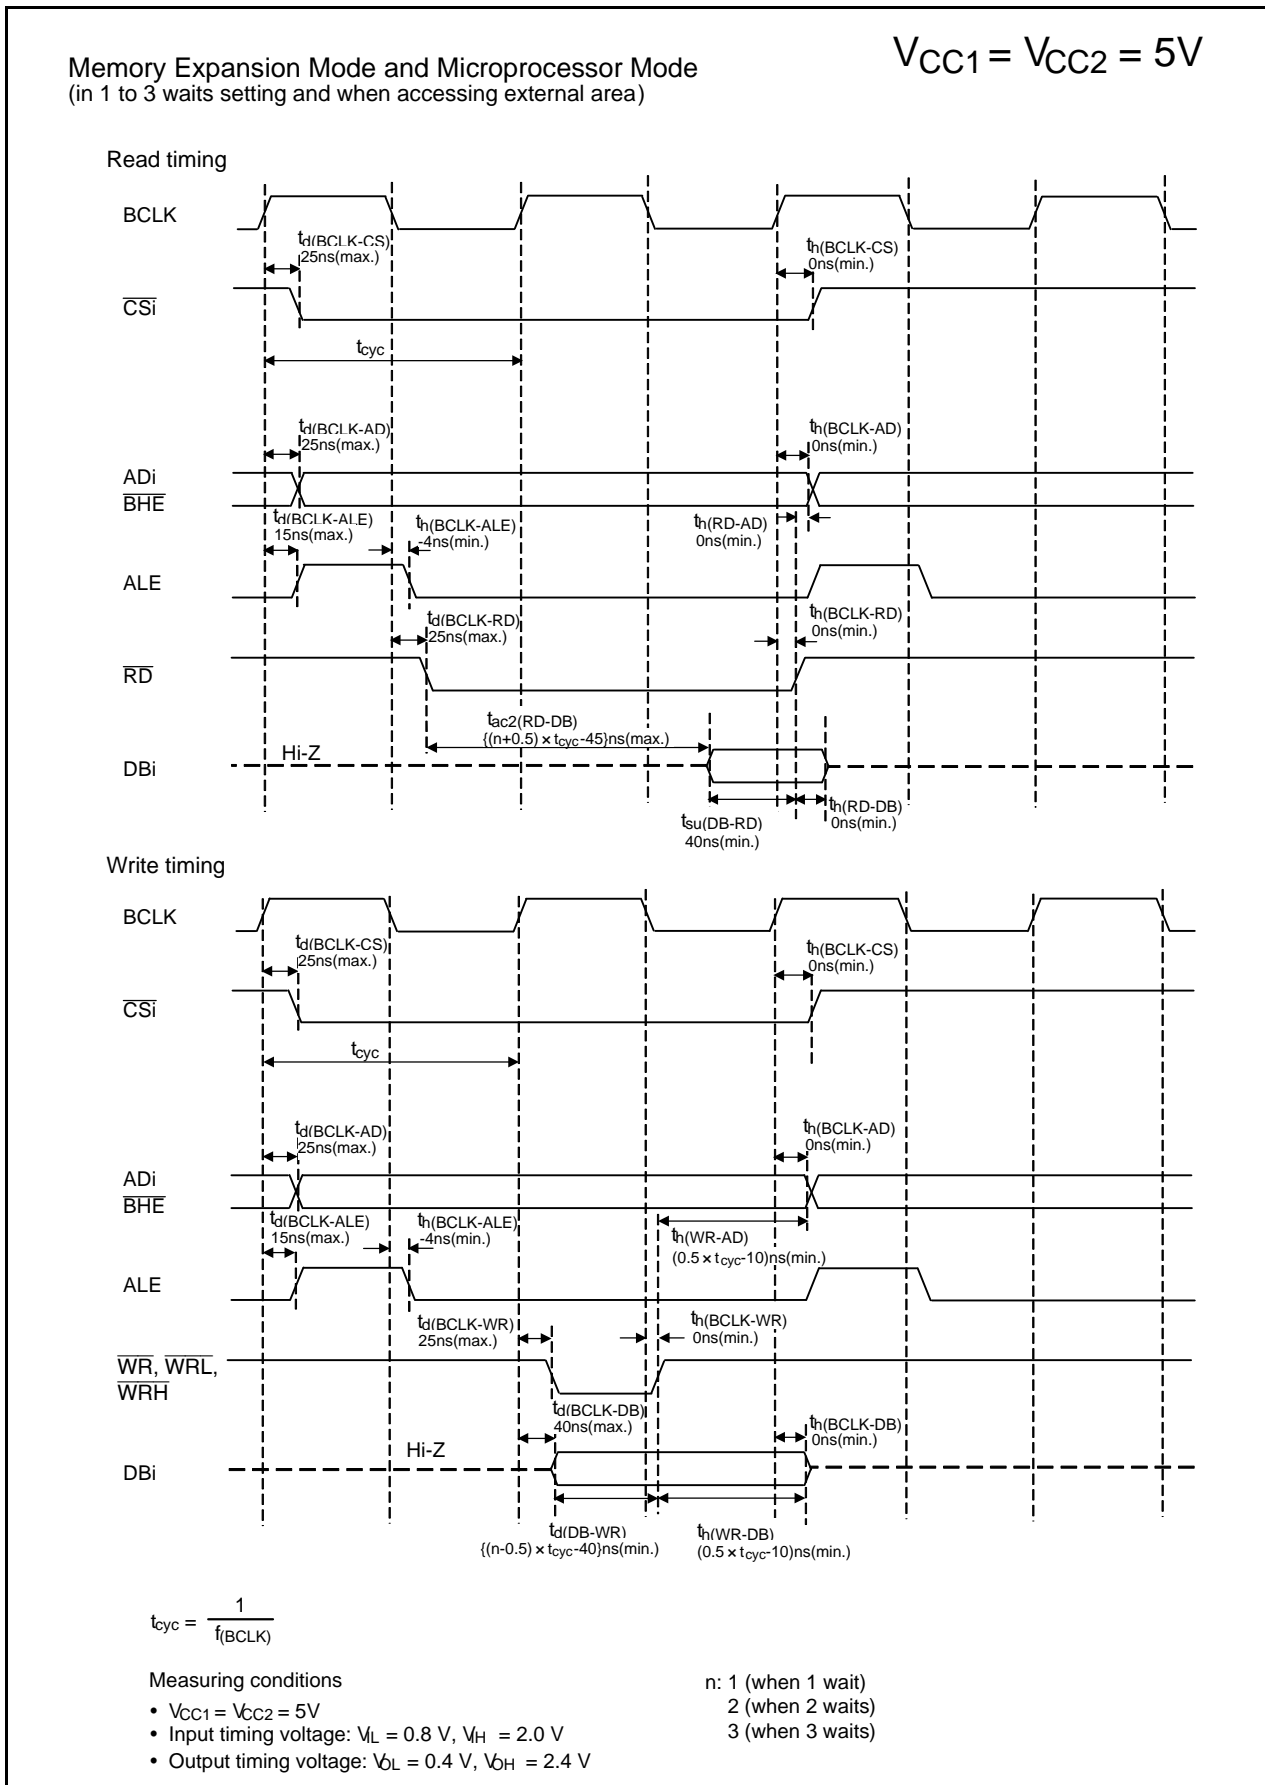 VCC1 = VCC2 = 5V
Memory Expansion Mode and Microprocessor Mode
(in 1 to 3 waits setting and when accessing external area)
Read timing
BCLK
td(BCLK-CS)
25ns(max.)
th(BCLK-CS)
0ns(min.)
CSi
tcyc
td(BCLK-AD)
25ns(max.)
th(BCLK-AD)
0ns(min.)
ADi
BHE
td(BCLK-ALE)
15ns(max.)
th(BCLK-ALE)
-4ns(min.)
th(RD-AD)
0ns(min.)
ALE
td(BCLK-RD)
25ns(max.)
th(BCLK-RD)
0ns(min.)
RD
tac2(RD-DB)
{(n+0.5) × tcyc-45}ns(max.)
Hi-Z
DBi
tsu(DB-RD)
40ns(min.)
th(RD-DB)
0ns(min.)
Write timing
BCLK
td(BCLK-CS)
25ns(max.)
th(BCLK-CS)
0ns(min.)
CSi
tcyc
td(BCLK-AD)
25ns(max.)
th(BCLK-AD)
0ns(min.)
ADi
BHE
td(BCLK-ALE)
15ns(max.)
th(BCLK-ALE)
-4ns(min.)
th(WR-AD)
(0.5 × tcyc-10)ns(min.)
ALE
td(BCLK-WR)
25ns(max.)
th(BCLK-WR)
0ns(min.)
WR, WRL,
WRH
td(BCLK-DB)
40ns(max.)
th(BCLK-DB)
0ns(min.)
Hi-Z
DBi
td(DB-WR)
{(n-0.5) × tcyc-40}ns(min.)
th(WR-DB)
(0.5 × tcyc-10)ns(min.)
tcyc = 1
f(BCLK)
Measuring conditions
• VCC1 = VCC2 = 5V
• Input timing voltage: VIL = 0.8 V, VIH = 2.0 V
• Output timing voltage: VOL = 0.4 V, VOH = 2.4 V
n: 1 (when 1 wait)
2 (when 2 waits)
3 (when 3 waits)